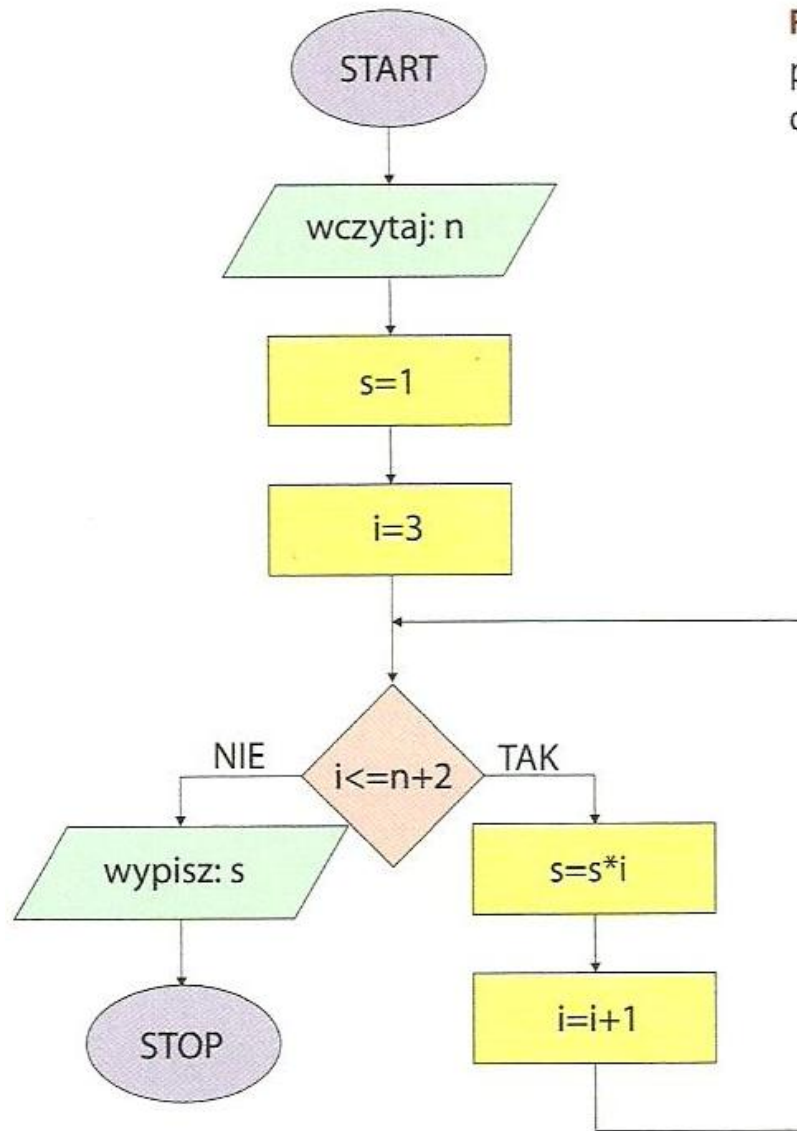 START
wczytaj: n
s=1
i=3
i<=n+2
NIE
TAK
wypisz: s
s=s*i
i=i+1
STOP